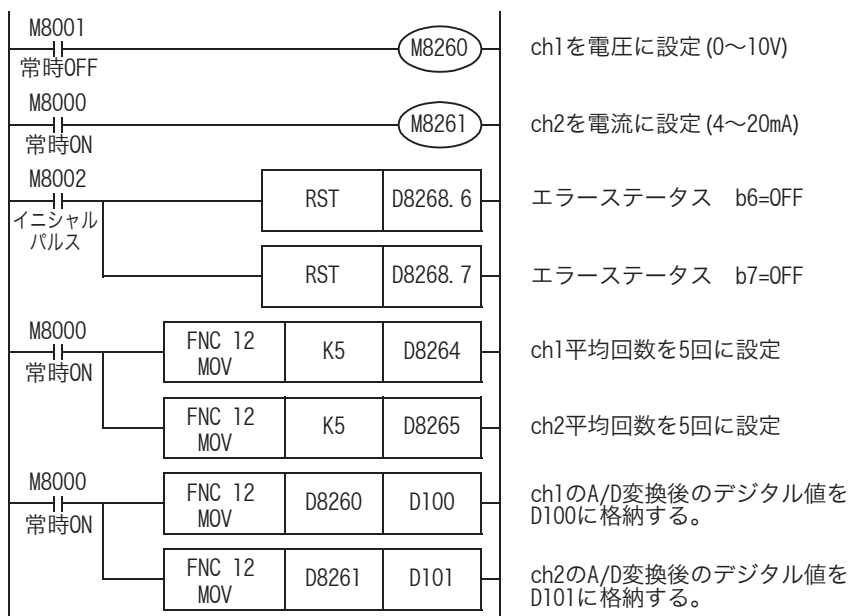 M8001
常時OFF
M8260
ch1を電圧に設定(0～10V)
M8000
常時ON
M8261
ch2を電流に設定(4～20mA)
M8002
イニシャル
パルス
RST D8268.6
エラーステータス b6=OFF
RST D8268.7
エラーステータス b7=OFF
M8000
常時ON
FNC 12
MOV
K5 D8264
ch1平均回数を5回に設定
FNC 12
MOV
K5 D8265
ch2平均回数を5回に設定
M8000
常時ON
FNC 12
MOV
D8260 D100
ch1のA/D変換後のデジタル値を
D100に格納する。
FNC 12
MOV
D8261 D101
ch2のA/D変換後のデジタル値を
D101に格納する。